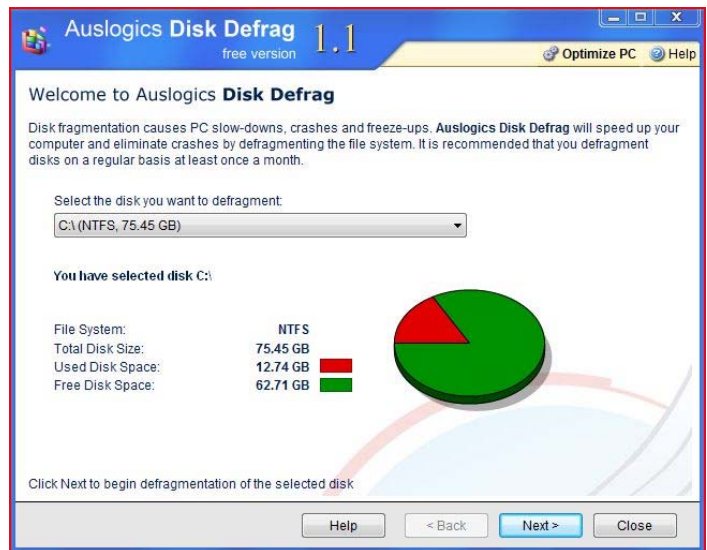 Auslogics Disk Defrag 1.1
free version
Optimize PC Help
Welcome to Auslogics Disk Defrag
Disk fragmentation causes PC slow-downs, crashes and freeze-ups. Auslogics Disk Defrag will speed up your
computer and eliminate crashes by defragmenting the file system. It is recommended that you defragment
disks on a regular basis at least once a month.
Select the disk you want to defragment:
C:\ (NTFS, 75.45 GB)
You have selected disk C:\
File System: NTFS
Total Disk Size: 75.45 GB
Used Disk Space: 12.74 GB
Free Disk Space: 62.71 GB
Click Next to begin defragmentation of the selected disk
Help < Back Next > Close